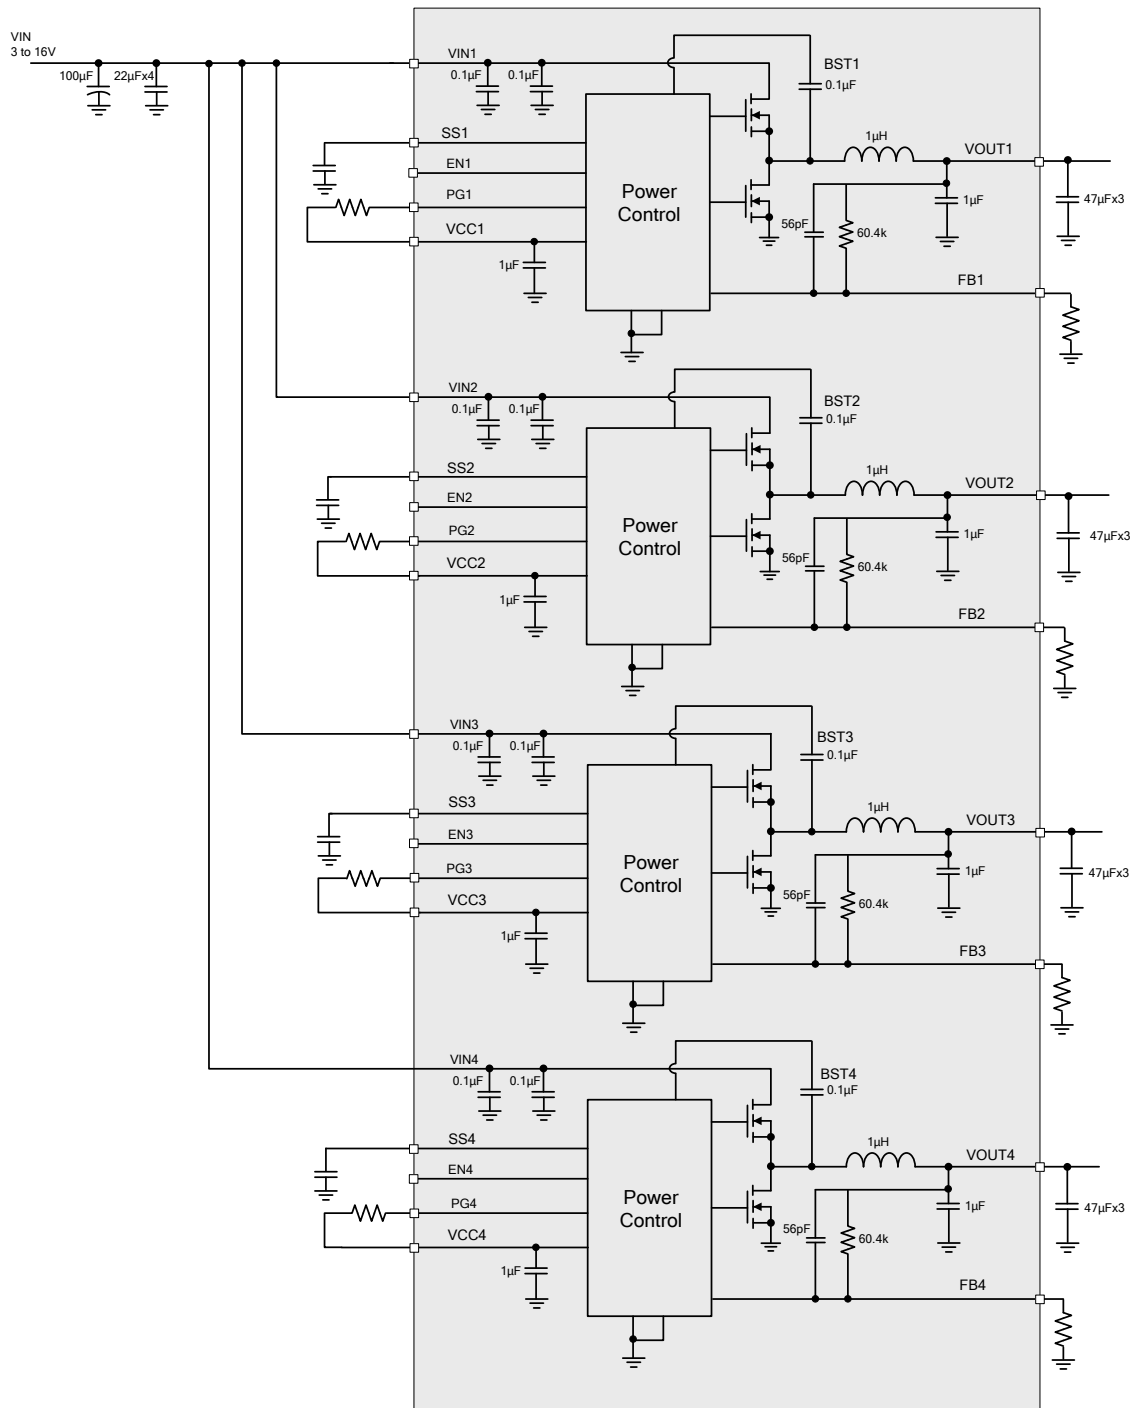 VIN
3 to 16V
100µF
22µFx4
VIN1
0.1µF
0.1µF
BST1
0.1µF
SS1
EN1
PG1
VCC1
1µF
Power
Control
1µH
VOUT1
56pF
60.4k
1µF
47µFx3
FB1
VIN2
0.1µF
0.1µF
BST2
0.1µF
SS2
EN2
PG2
VCC2
1µF
Power
Control
1µH
VOUT2
56pF
60.4k
1µF
47µFx3
FB2
VIN3
0.1µF
0.1µF
BST3
0.1µF
SS3
EN3
PG3
VCC3
1µF
Power
Control
1µH
VOUT3
56pF
60.4k
1µF
47µFx3
FB3
VIN4
0.1µF
0.1µF
BST4
0.1µF
SS4
EN4
PG4
VCC4
1µF
Power
Control
1µH
VOUT4
56pF
60.4k
1µF
47µFx3
FB4